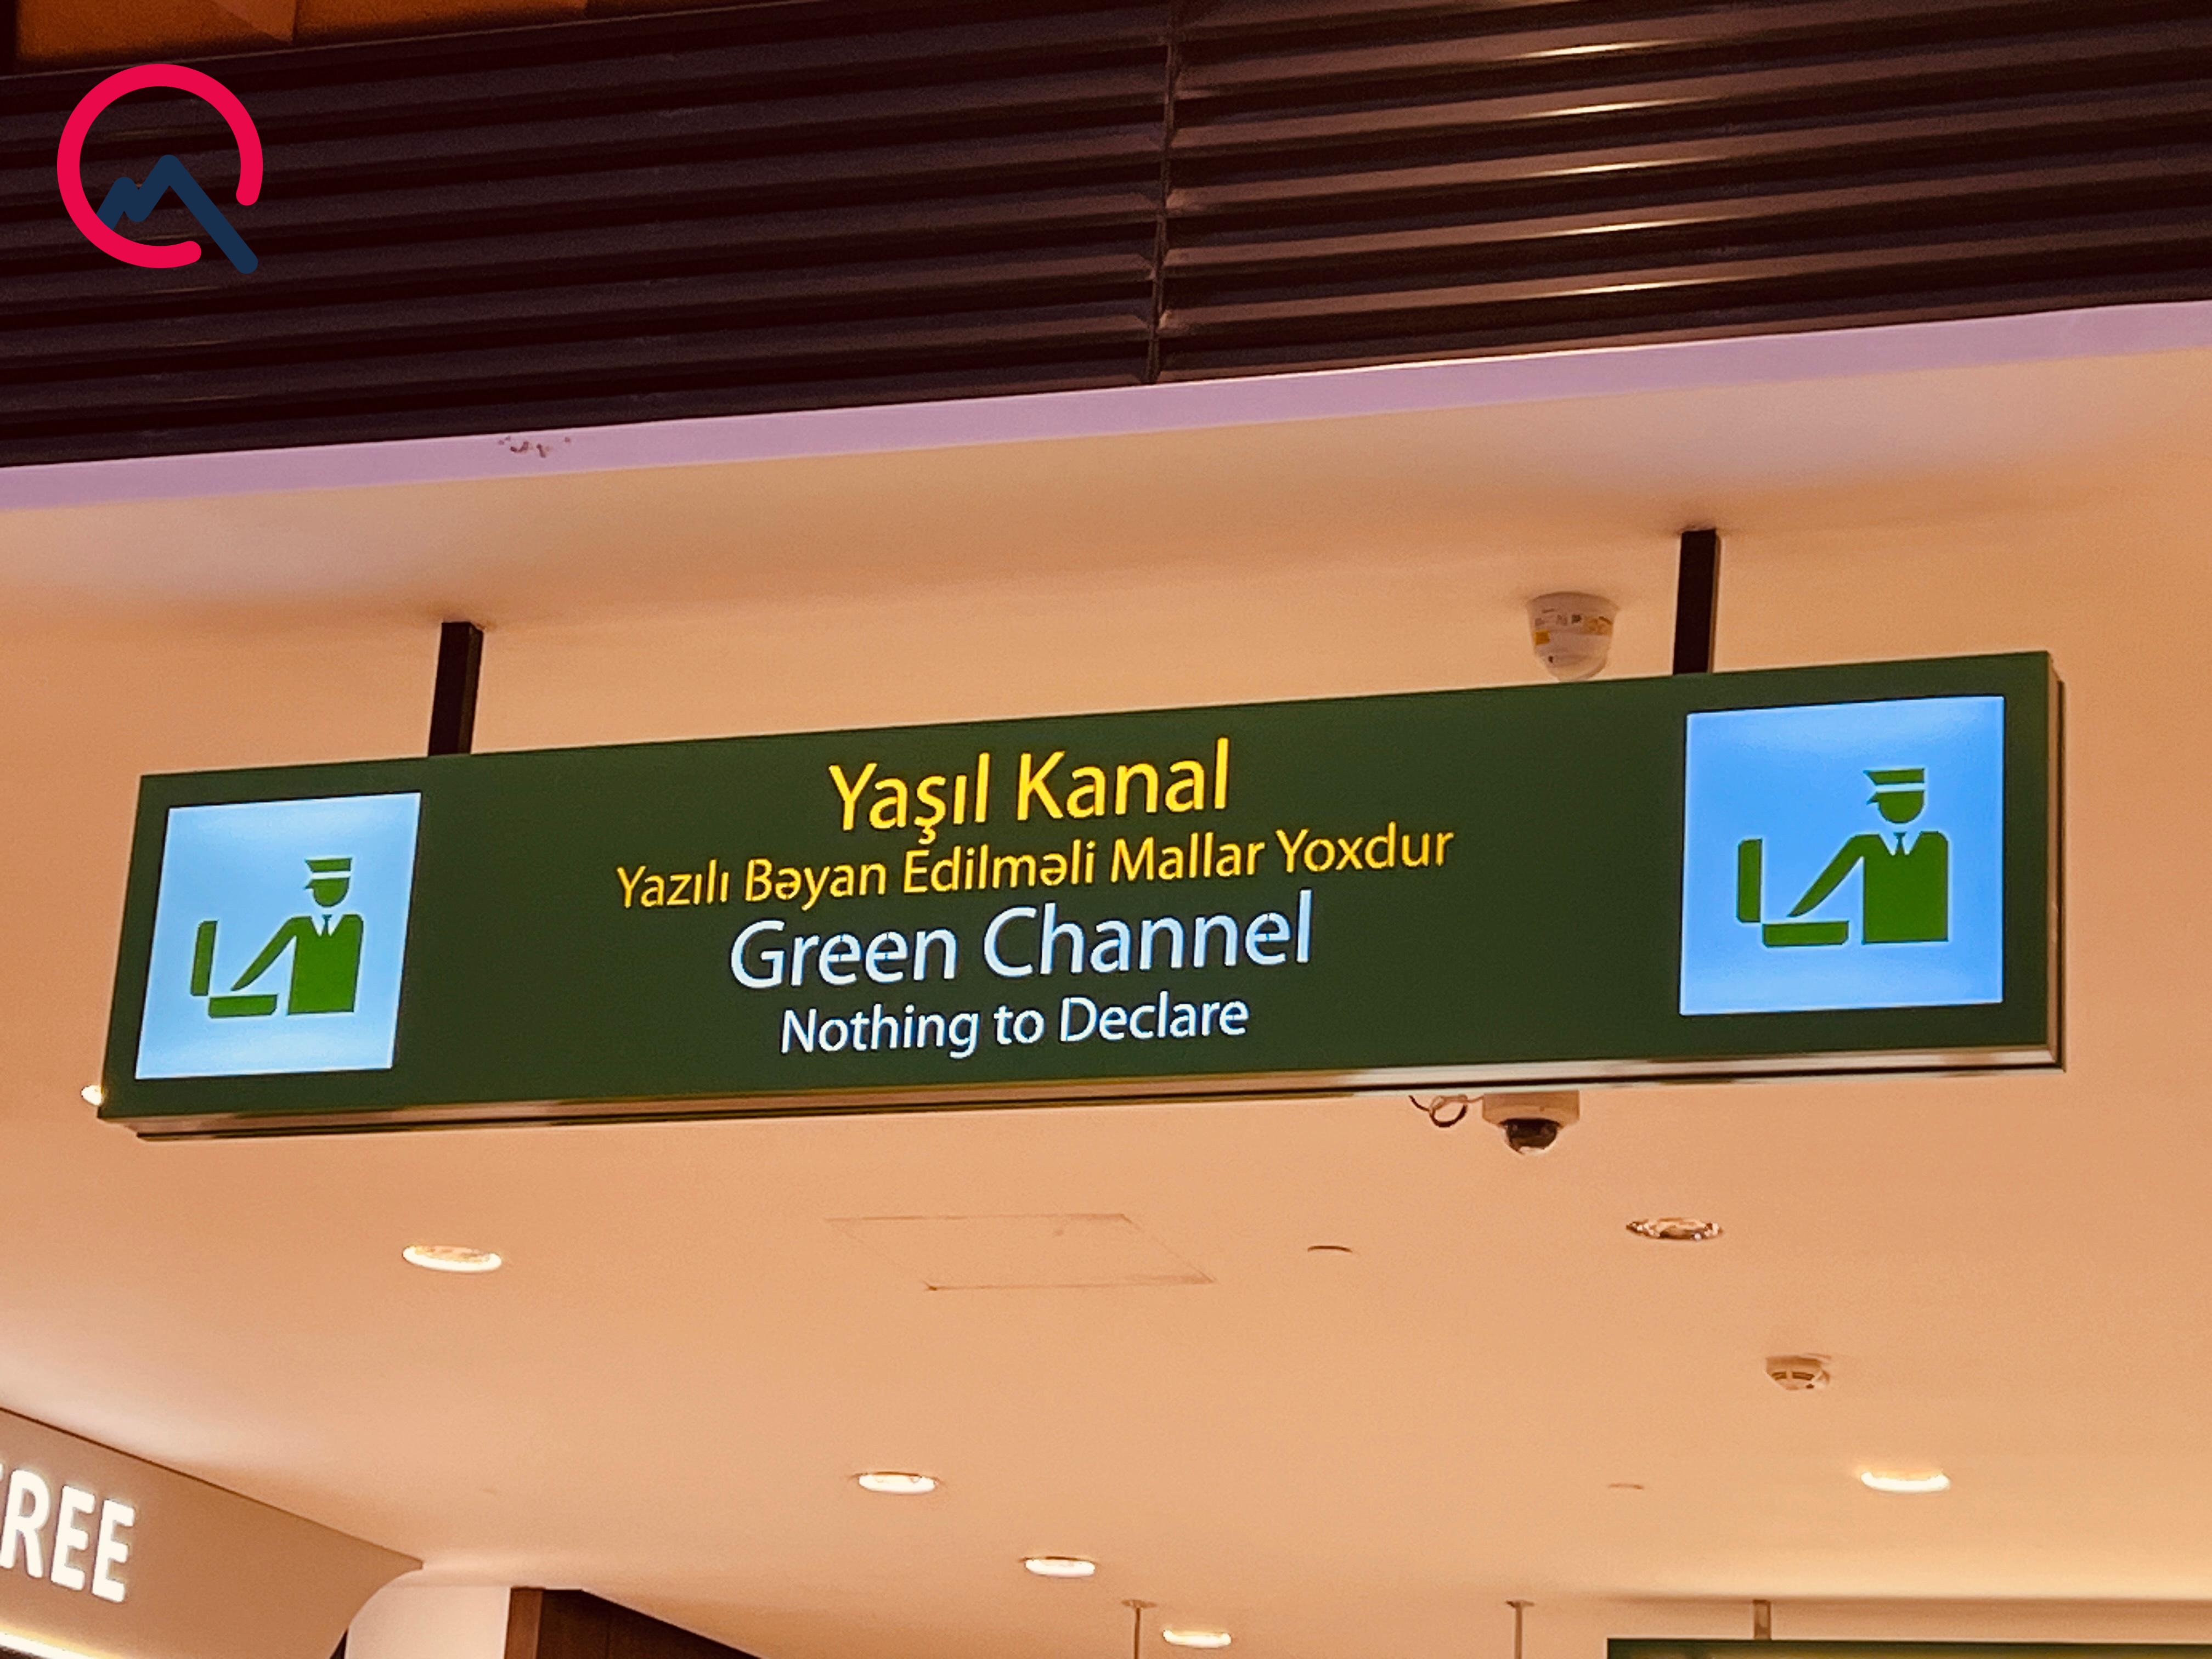 Yaşıl Kanal
Yazılı Bəyan Edilməli Mallar Yoxdur
Green Channel
Nothing to Declare
REE